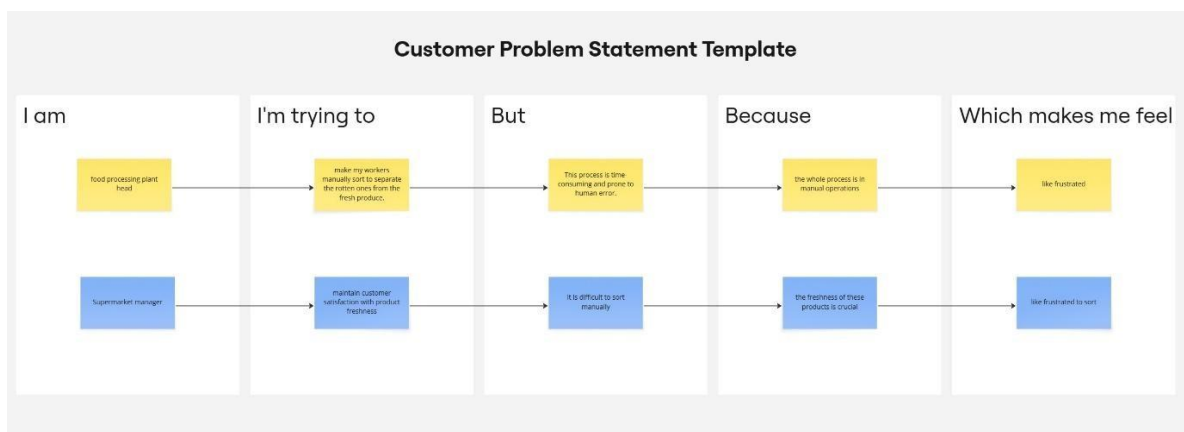 Customer Problem Statement Template
I am
I'm trying to
But
Because
Which makes me feel
food processing plant
head
make my workers
manually sort to separate
the rotten ones from the
fresh produce.
This process is time
consuming and prone to
human error.
the whole process is in
manual operations
like frustrated
Supermarket manager
maintain customer
satisfaction with product
freshness
It is difficult to sort
manually
the freshness of these
products is crucial
like frustrated to sort